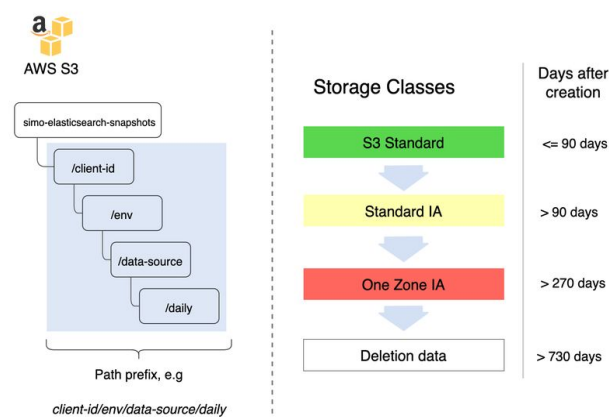 a
AWS S3
simo-elasticsearch-snapshots
/client-id
/env
/data-source
/daily
Path prefix, e.g
client-id/env/data-source/daily
Storage Classes
Days after
creation
S3 Standard
<= 90 days
Standard IA
> 90 days
One Zone IA
> 270 days
Deletion data
> 730 days